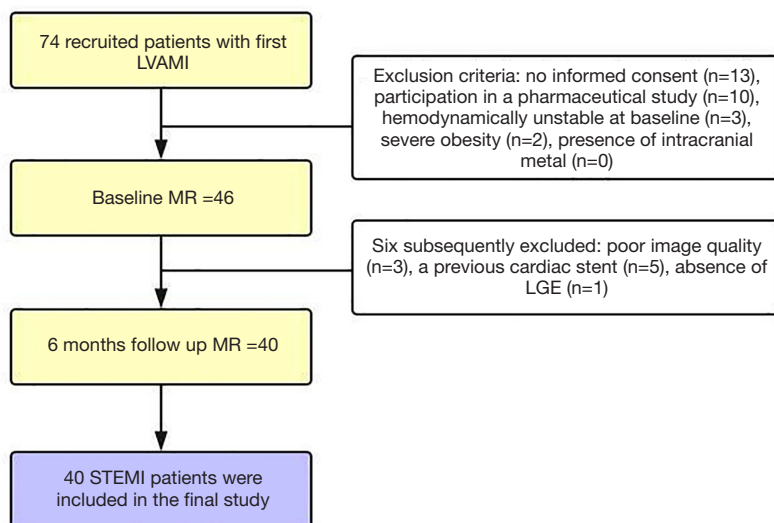 74 recruited patients with first
LVAMI
Exclusion criteria: no informed consent (n=13),
participation in a pharmaceutical study (n=10),
hemodynamically unstable at baseline (n=3),
severe obesity (n=2), presence of intracranial
metal (n=0)
Baseline MR =46
Six subsequently excluded: poor image quality
(n=3), a previous cardiac stent (n=5), absence of
LGE (n=1)
6 months follow up MR =40
40 STEMI patients were
included in the final study